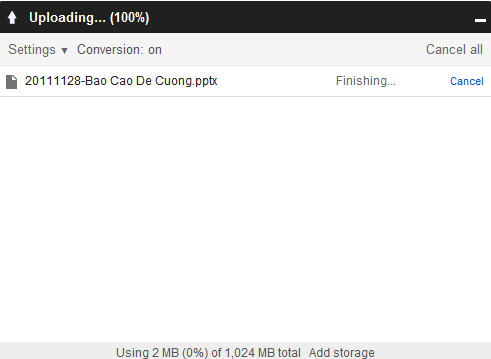 Uploading... (100%)
Settings ▾ Conversion: on Cancel all
20111128-Bao Cao De Cuong.pptx Finishing... Cancel
Using 2 MB (0%) of 1,024 MB total Add storage